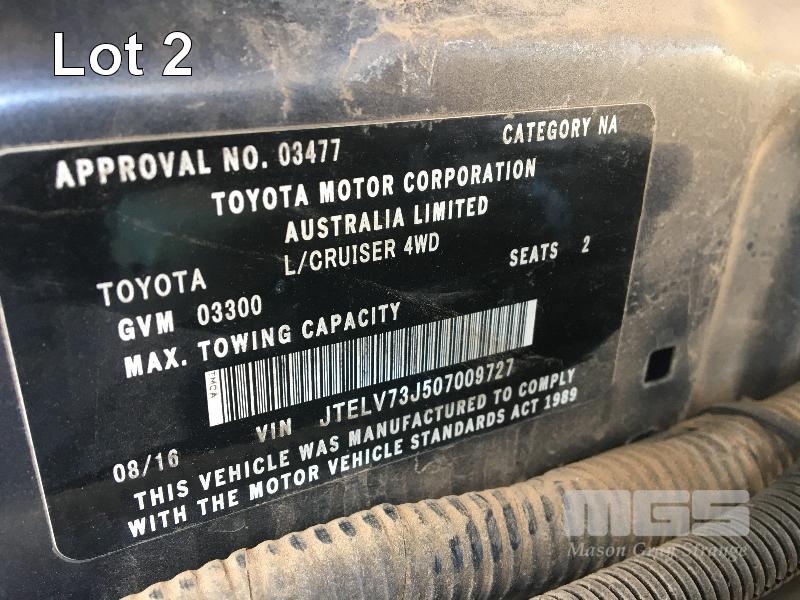 Lot 2
APPROVAL NO. 03477 CATEGORY NA
TOYOTA MOTOR CORPORATION
AUSTRALIA LIMITED
TOYOTA L/CRUISER 4WD
GVM 03300 SEATS 2
MAX. TOWING CAPACITY
TMCA
VIN JTELV73J507009727
08/16
THIS VEHICLE WAS MANUFACTURED TO COMPLY
WITH THE MOTOR VEHICLE STANDARDS ACT 1989
MGS
Mason Gray Strange